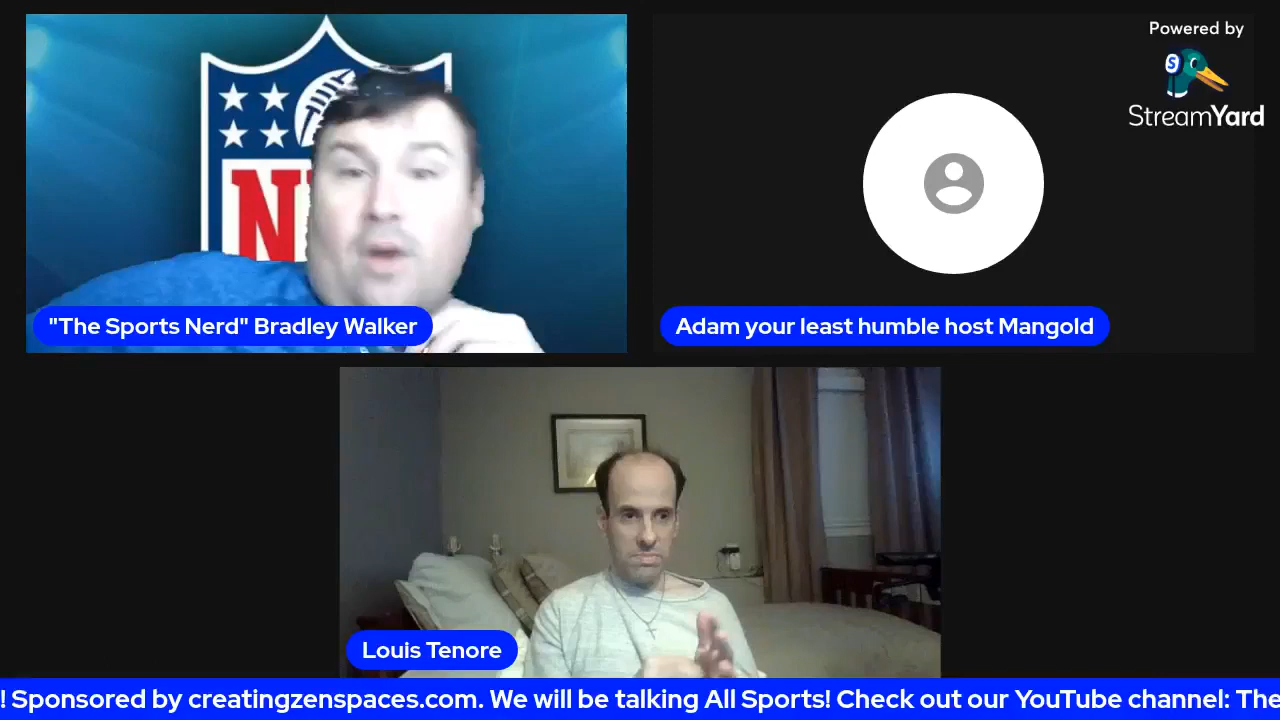 Powered by
S
StreamYard
N
"The Sports Nerd" Bradley Walker
Adam your least humble host Mangold
Louis Tenore
! Sponsored by creatingzenspaces.com. We will be talking All Sports! Check out our YouTube channel: The